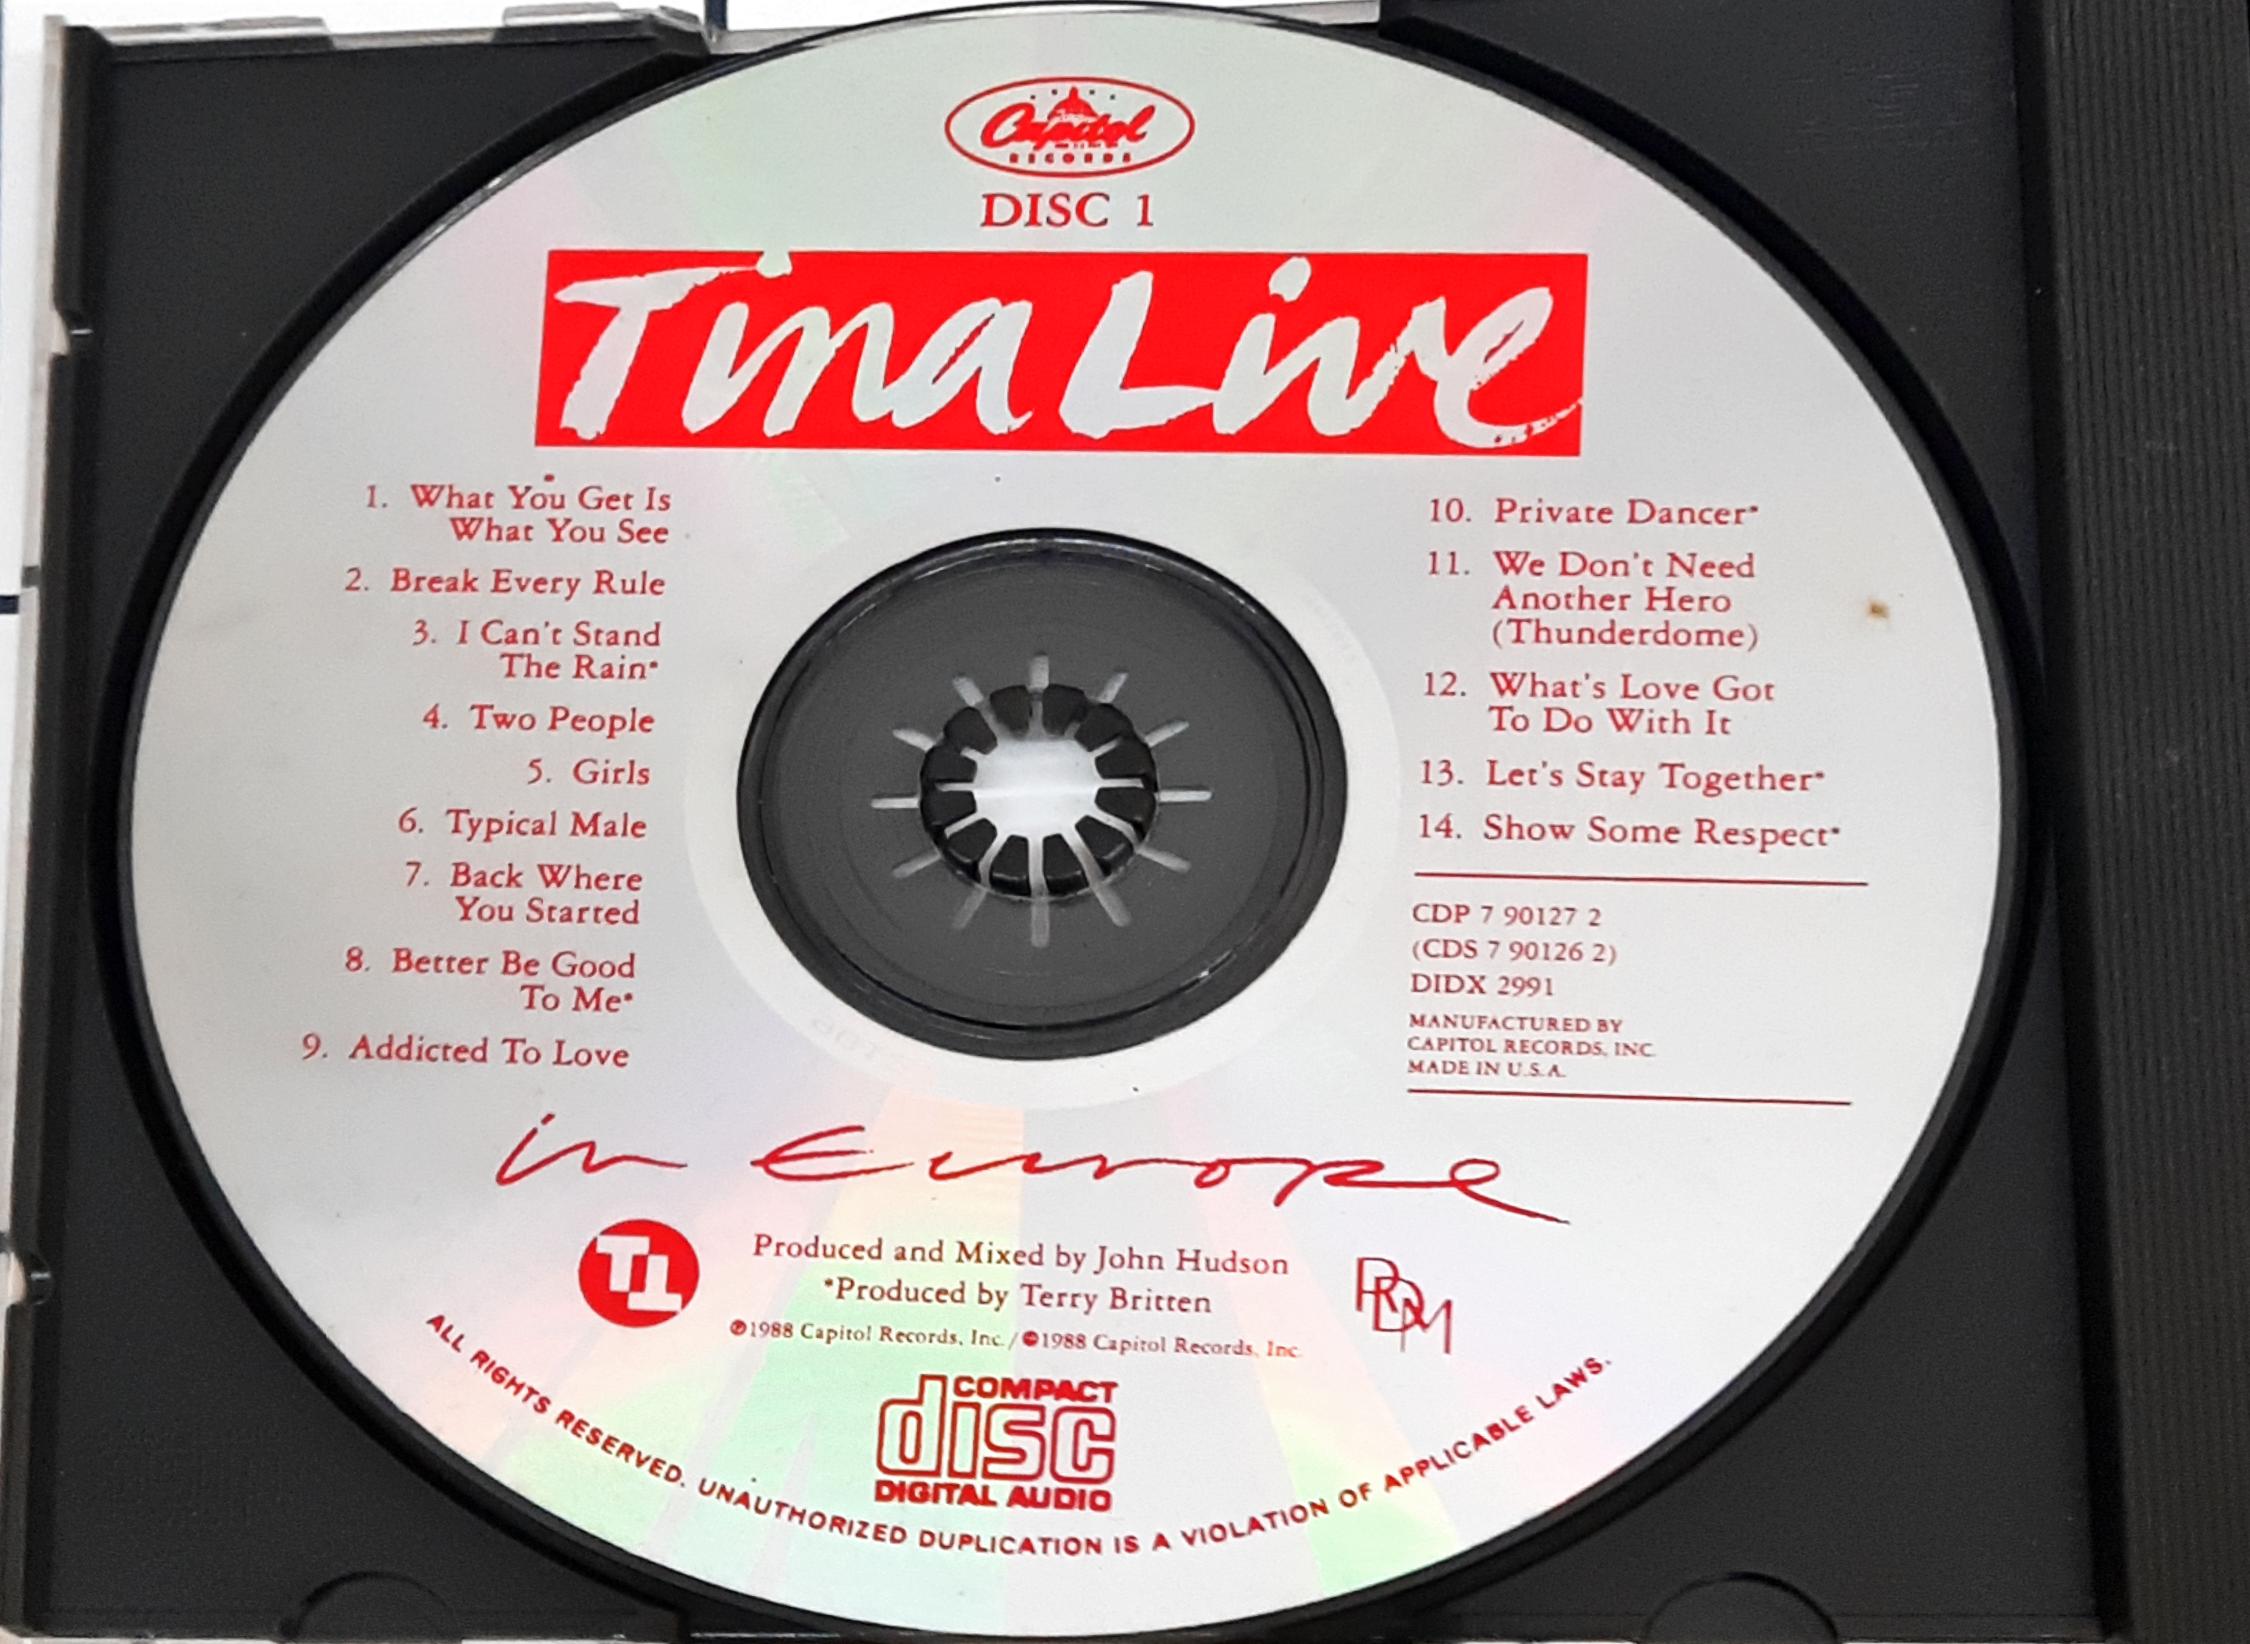 Capitol
RECORDS
DISC 1
Tina Live
1. What You Get Is
What You See
2. Break Every Rule
3. I Can't Stand
The Rain*
4. Two People
5. Girls
6. Typical Male
7. Back Where
You Started
8. Better Be Good
To Me*
9. Addicted To Love
10. Private Dancer*
11. We Don't Need
Another Hero
(Thunderdome)
12. What's Love Got
To Do With It
13. Let's Stay Together*
14. Show Some Respect*
CDP 7 90127 2
(CDS 7 90126 2)
DIDX 2991
MANUFACTURED BY
CAPITOL RECORDS, INC.
MADE IN U.S.A.
in Europe
TL
Produced and Mixed by John Hudson
*Produced by Terry Britten
℗1988 Capitol Records, Inc./©1988 Capitol Records, Inc.
RDM
COMPACT
disc
DIGITAL AUDIO
ALL RIGHTS RESERVED. UNAUTHORIZED DUPLICATION IS A VIOLATION OF APPLICABLE LAWS.